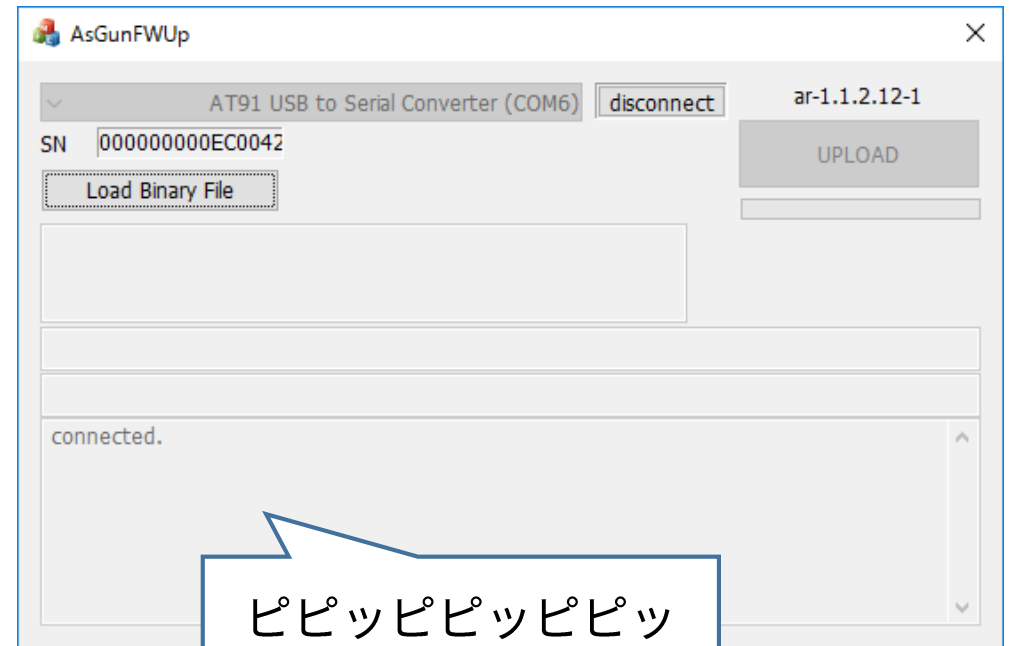 AsGunFWUp
AT91 USB to Serial Converter (COM6)
disconnect
ar-1.1.2.12-1
SN
000000000EC0042
UPLOAD
Load Binary File
connected.
ピピッピピッピピッ